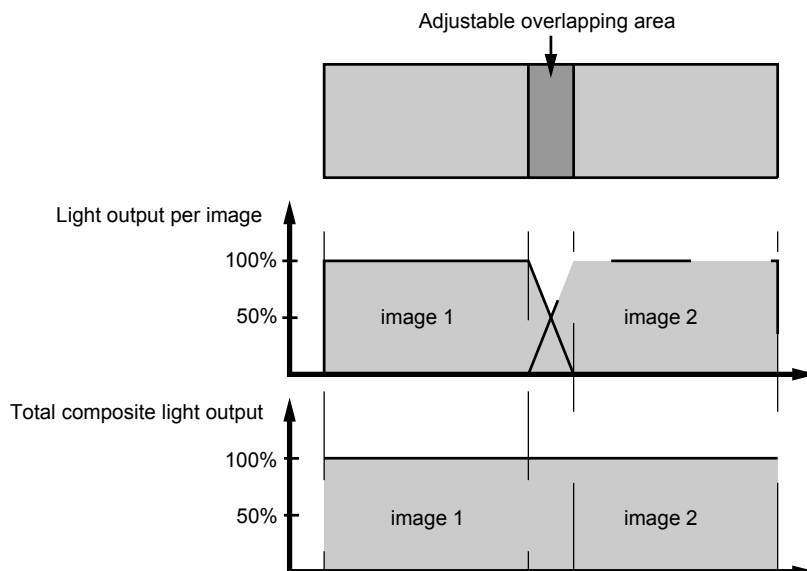 Adjustable overlapping area
Light output per image
100%
50%
image 1
image 2
Total composite light output
100%
50%
image 1
image 2